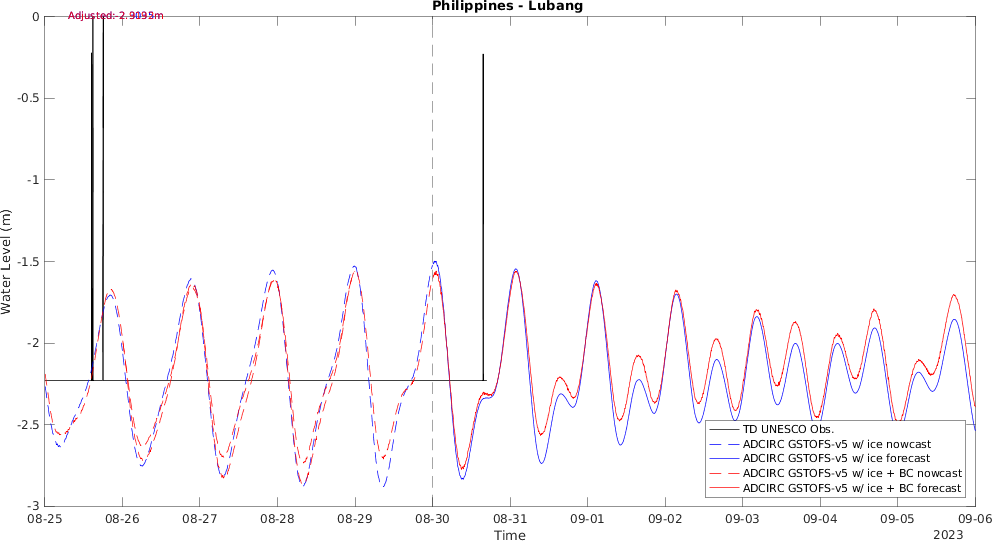 Philippines - Lubang
Adjusted:
Water Level (m)
0
-0.5
-1
-1.5
-2
-2.5
-3
08-25
08-26
08-27
08-28
08-29
08-30
08-31
09-01
09-02
09-03
09-04
09-05
09-06
Time
2023
TD UNESCO Obs.
ADCIRC GSTOFS-v5 w/ ice nowcast
ADCIRC GSTOFS-v5 w/ ice forecast
ADCIRC GSTOFS-v5 w/ ice + BC nowcast
ADCIRC GSTOFS-v5 w/ ice + BC forecast